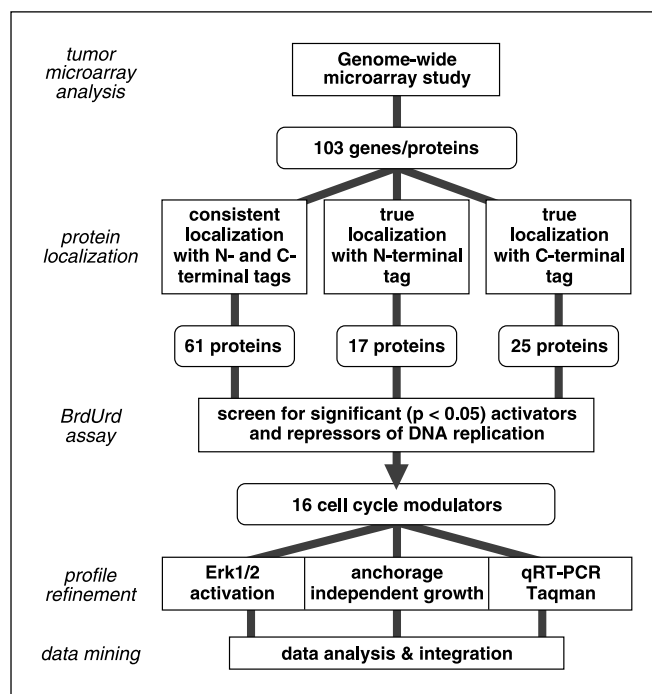 tumor
microarray
analysis
Genome-wide
microarray study
103 genes/proteins
protein
localization
consistent
localization
with N- and C-
terminal tags
true
localization
with N-terminal
tag
true
localization
with C-terminal
tag
61 proteins
17 proteins
25 proteins
BrdUrd
assay
screen for significant (p < 0.05) activators
and repressors of DNA replication
16 cell cycle modulators
profile
refinement
Erk1/2
activation
anchorage
independent growth
qRT-PCR
Taqman
data mining
data analysis & integration